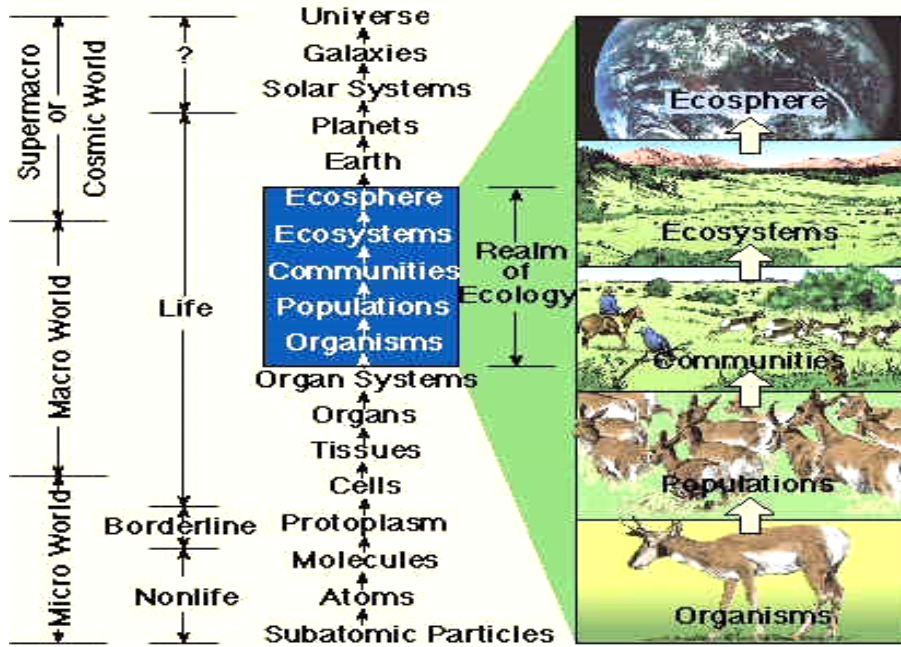 Supermacro
or
Cosmic World
Macro World
Micro World
?
Life
Borderline
Nonlife
Universe
Galaxies
Solar Systems
Planets
Earth
Ecosphere
Ecosystems
Communities
Populations
Organisms
Organ Systems
Organs
Tissues
Cells
Protoplasm
Molecules
Atoms
Subatomic Particles
Realm
of
Ecology
Ecosphere
Ecosystems
Communities
Populations
Organisms